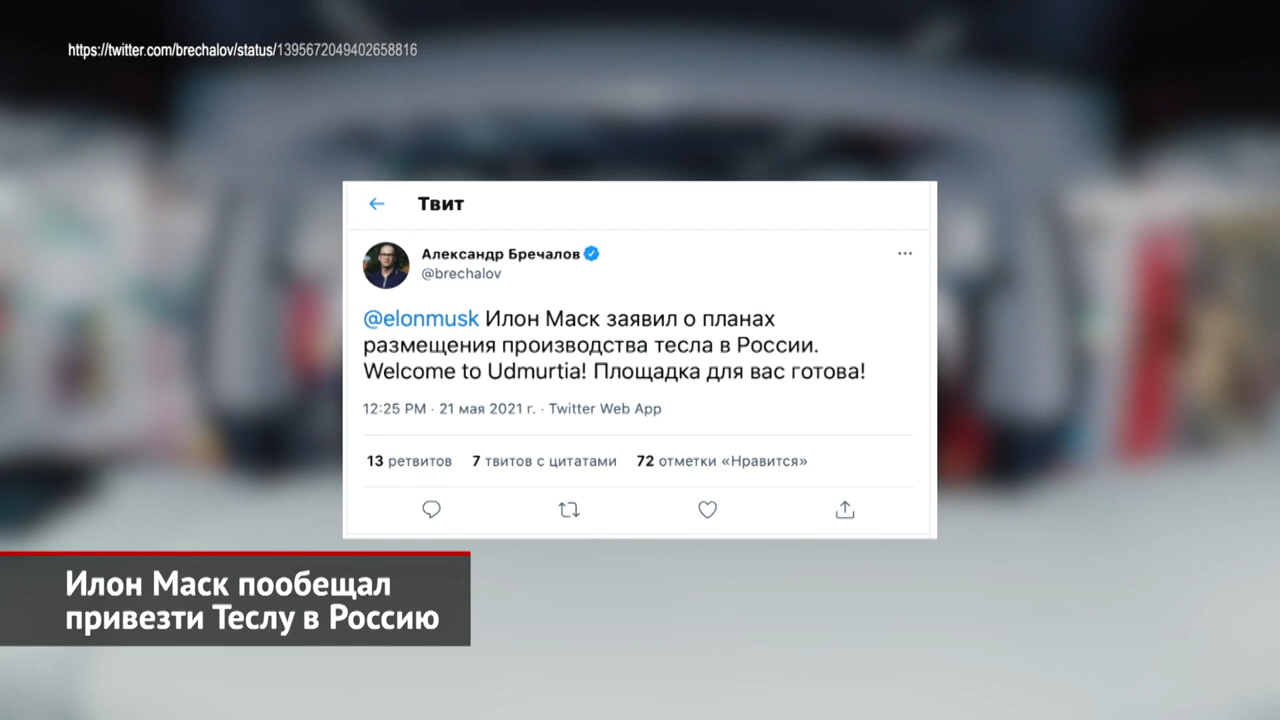 https://twitter.com/brechalov/status/1395672049402658816
Твит
Александр Бречалов
@brechalov
@elonmusk Илон Маск заявил о планах
размещения производства тесла в России.
Welcome to Udmurtia! Площадка для вас готова!
12:25 PM · 21 мая 2021 г. · Twitter Web App
13 ретвитов 7 твитов с цитатами 72 отметки «Нравится»
Илон Маск пообещал
привезти Теслу в Россию